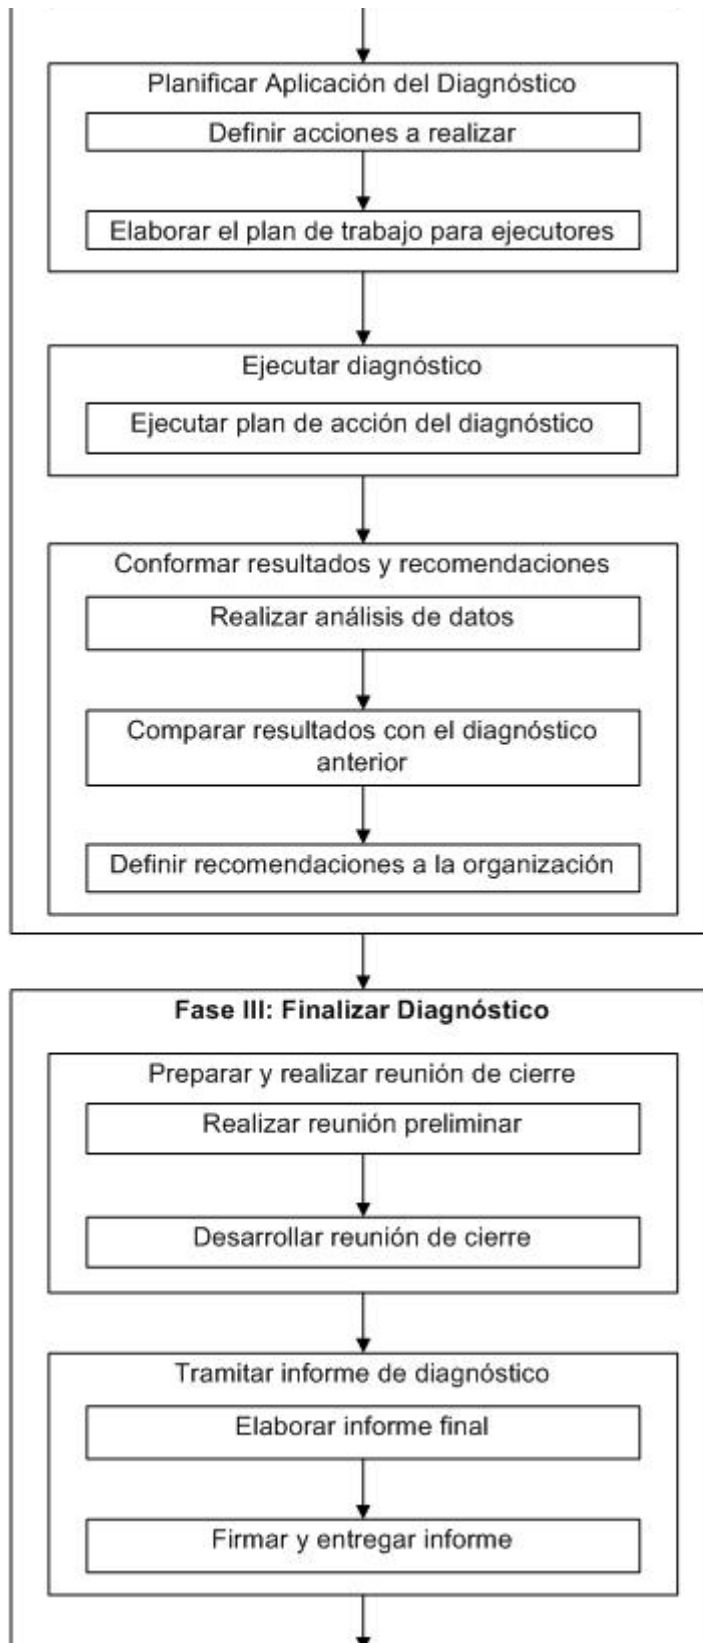 Planificar Aplicación del Diagnóstico
Definir acciones a realizar
Elaborar el plan de trabajo para ejecutores
Ejecutar diagnóstico
Ejecutar plan de acción del diagnóstico
Conformar resultados y recomendaciones
Realizar análisis de datos
Comparar resultados con el diagnóstico
anterior
Definir recomendaciones a la organización
Fase III: Finalizar Diagnóstico
Preparar y realizar reunión de cierre
Realizar reunión preliminar
Desarrollar reunión de cierre
Tramitar informe de diagnóstico
Elaborar informe final
Firmar y entregar informe